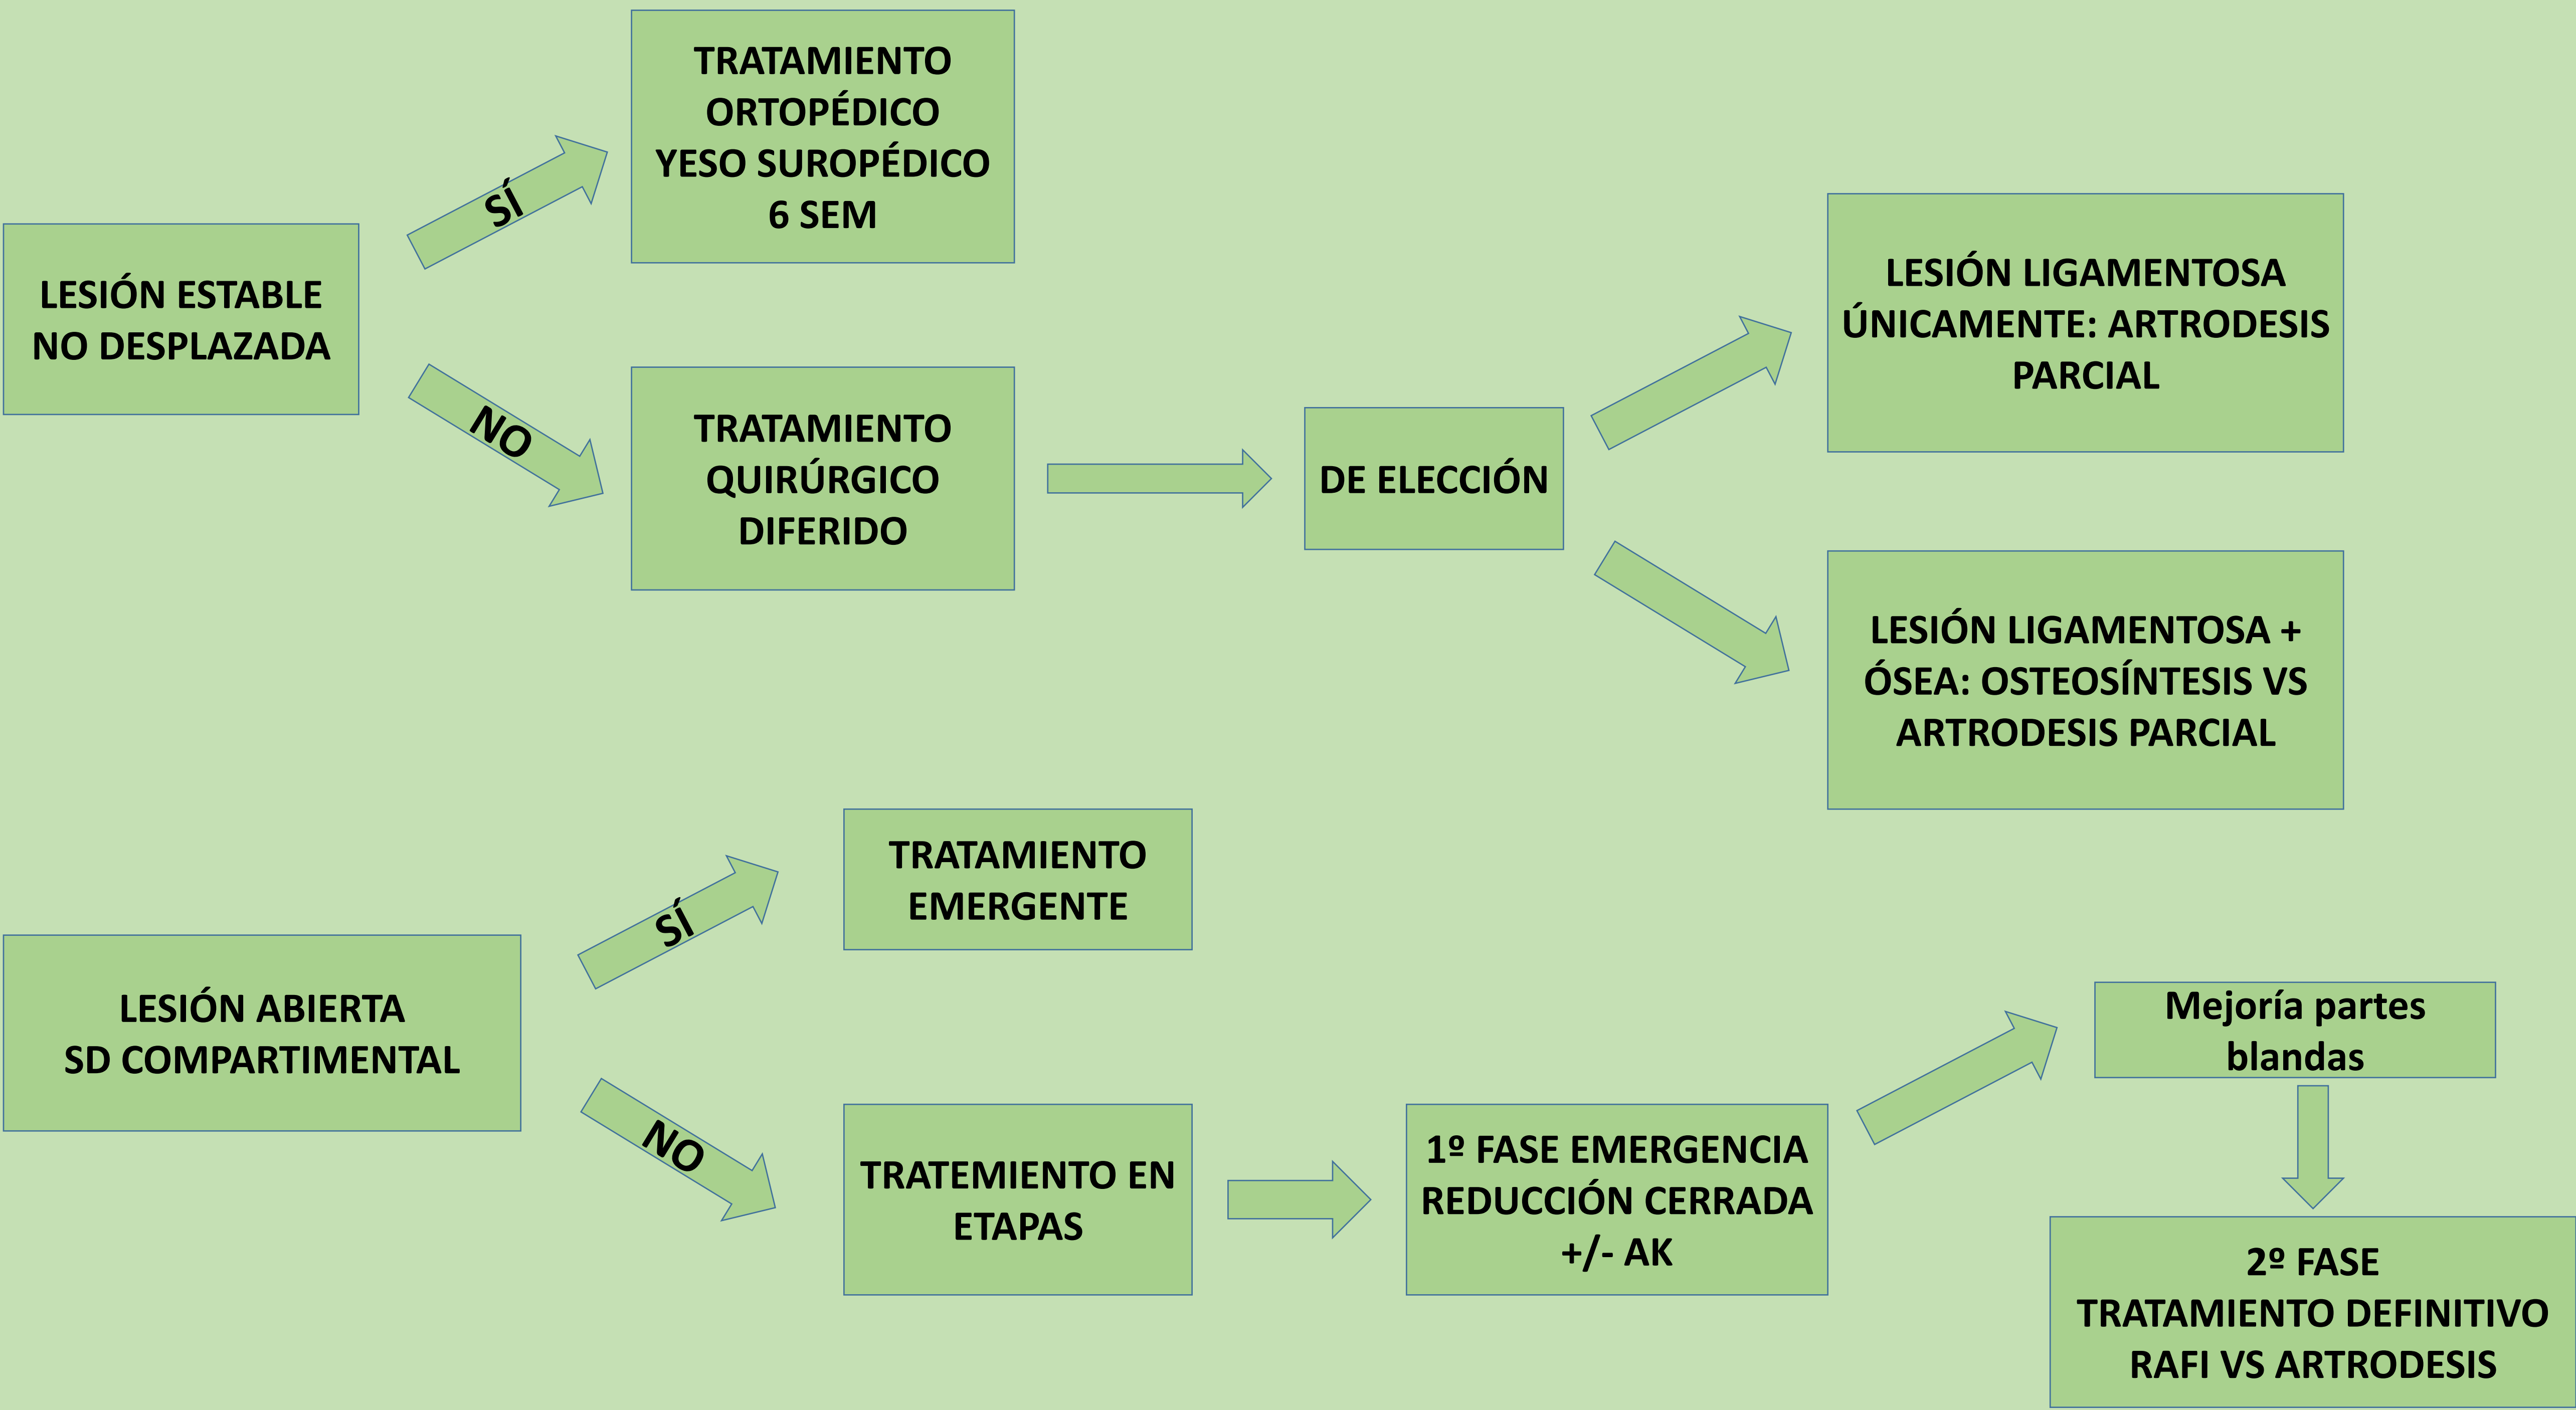 TRATAMIENTO
ORTOPÉDICO
YESO SUROPÉDICO
6 SEM
SÍ
LESIÓN ESTABLE
NO DESPLAZADA
NO
TRATAMIENTO
QUIRÚRGICO
DIFERIDO
DE ELECCIÓN
LESIÓN LIGAMENTOSA
ÚNICAMENTE: ARTRODESIS
PARCIAL
LESIÓN LIGAMENTOSA +
ÓSEA: OSTEOSÍNTESIS VS
ARTRODESIS PARCIAL
LESIÓN ABIERTA
SD COMPARTIMENTAL
SÍ
TRATAMIENTO
EMERGENTE
NO
TRATEMIENTO EN
ETAPAS
1º FASE EMERGENCIA
REDUCCIÓN CERRADA
+/- AK
Mejoría partes
blandas
2º FASE
TRATAMIENTO DEFINITIVO
RAFI VS ARTRODESIS